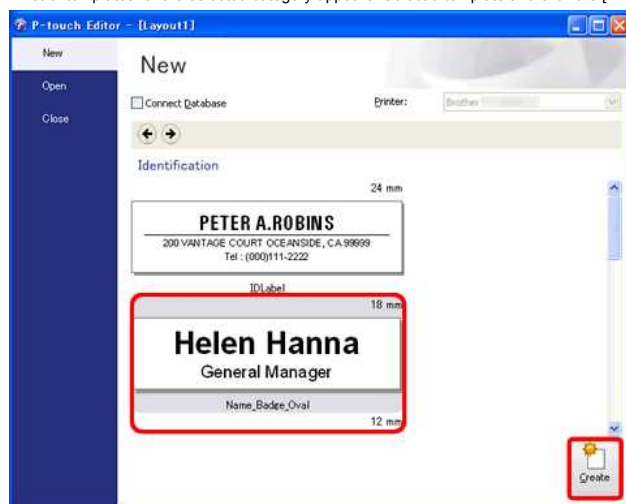 P-touch Editor - [Layout1]
New
Open
Close
New
Connect Database
Printer:
Brother
Identification
24 mm
PETER A.ROBINS
200 VANTAGE COURT OCEANSIDE, CA 99999
Tel : (000)111-2222
IDLabel
18 mm
Helen Hanna
General Manager
Name_Badge_Oval
12 mm
Create